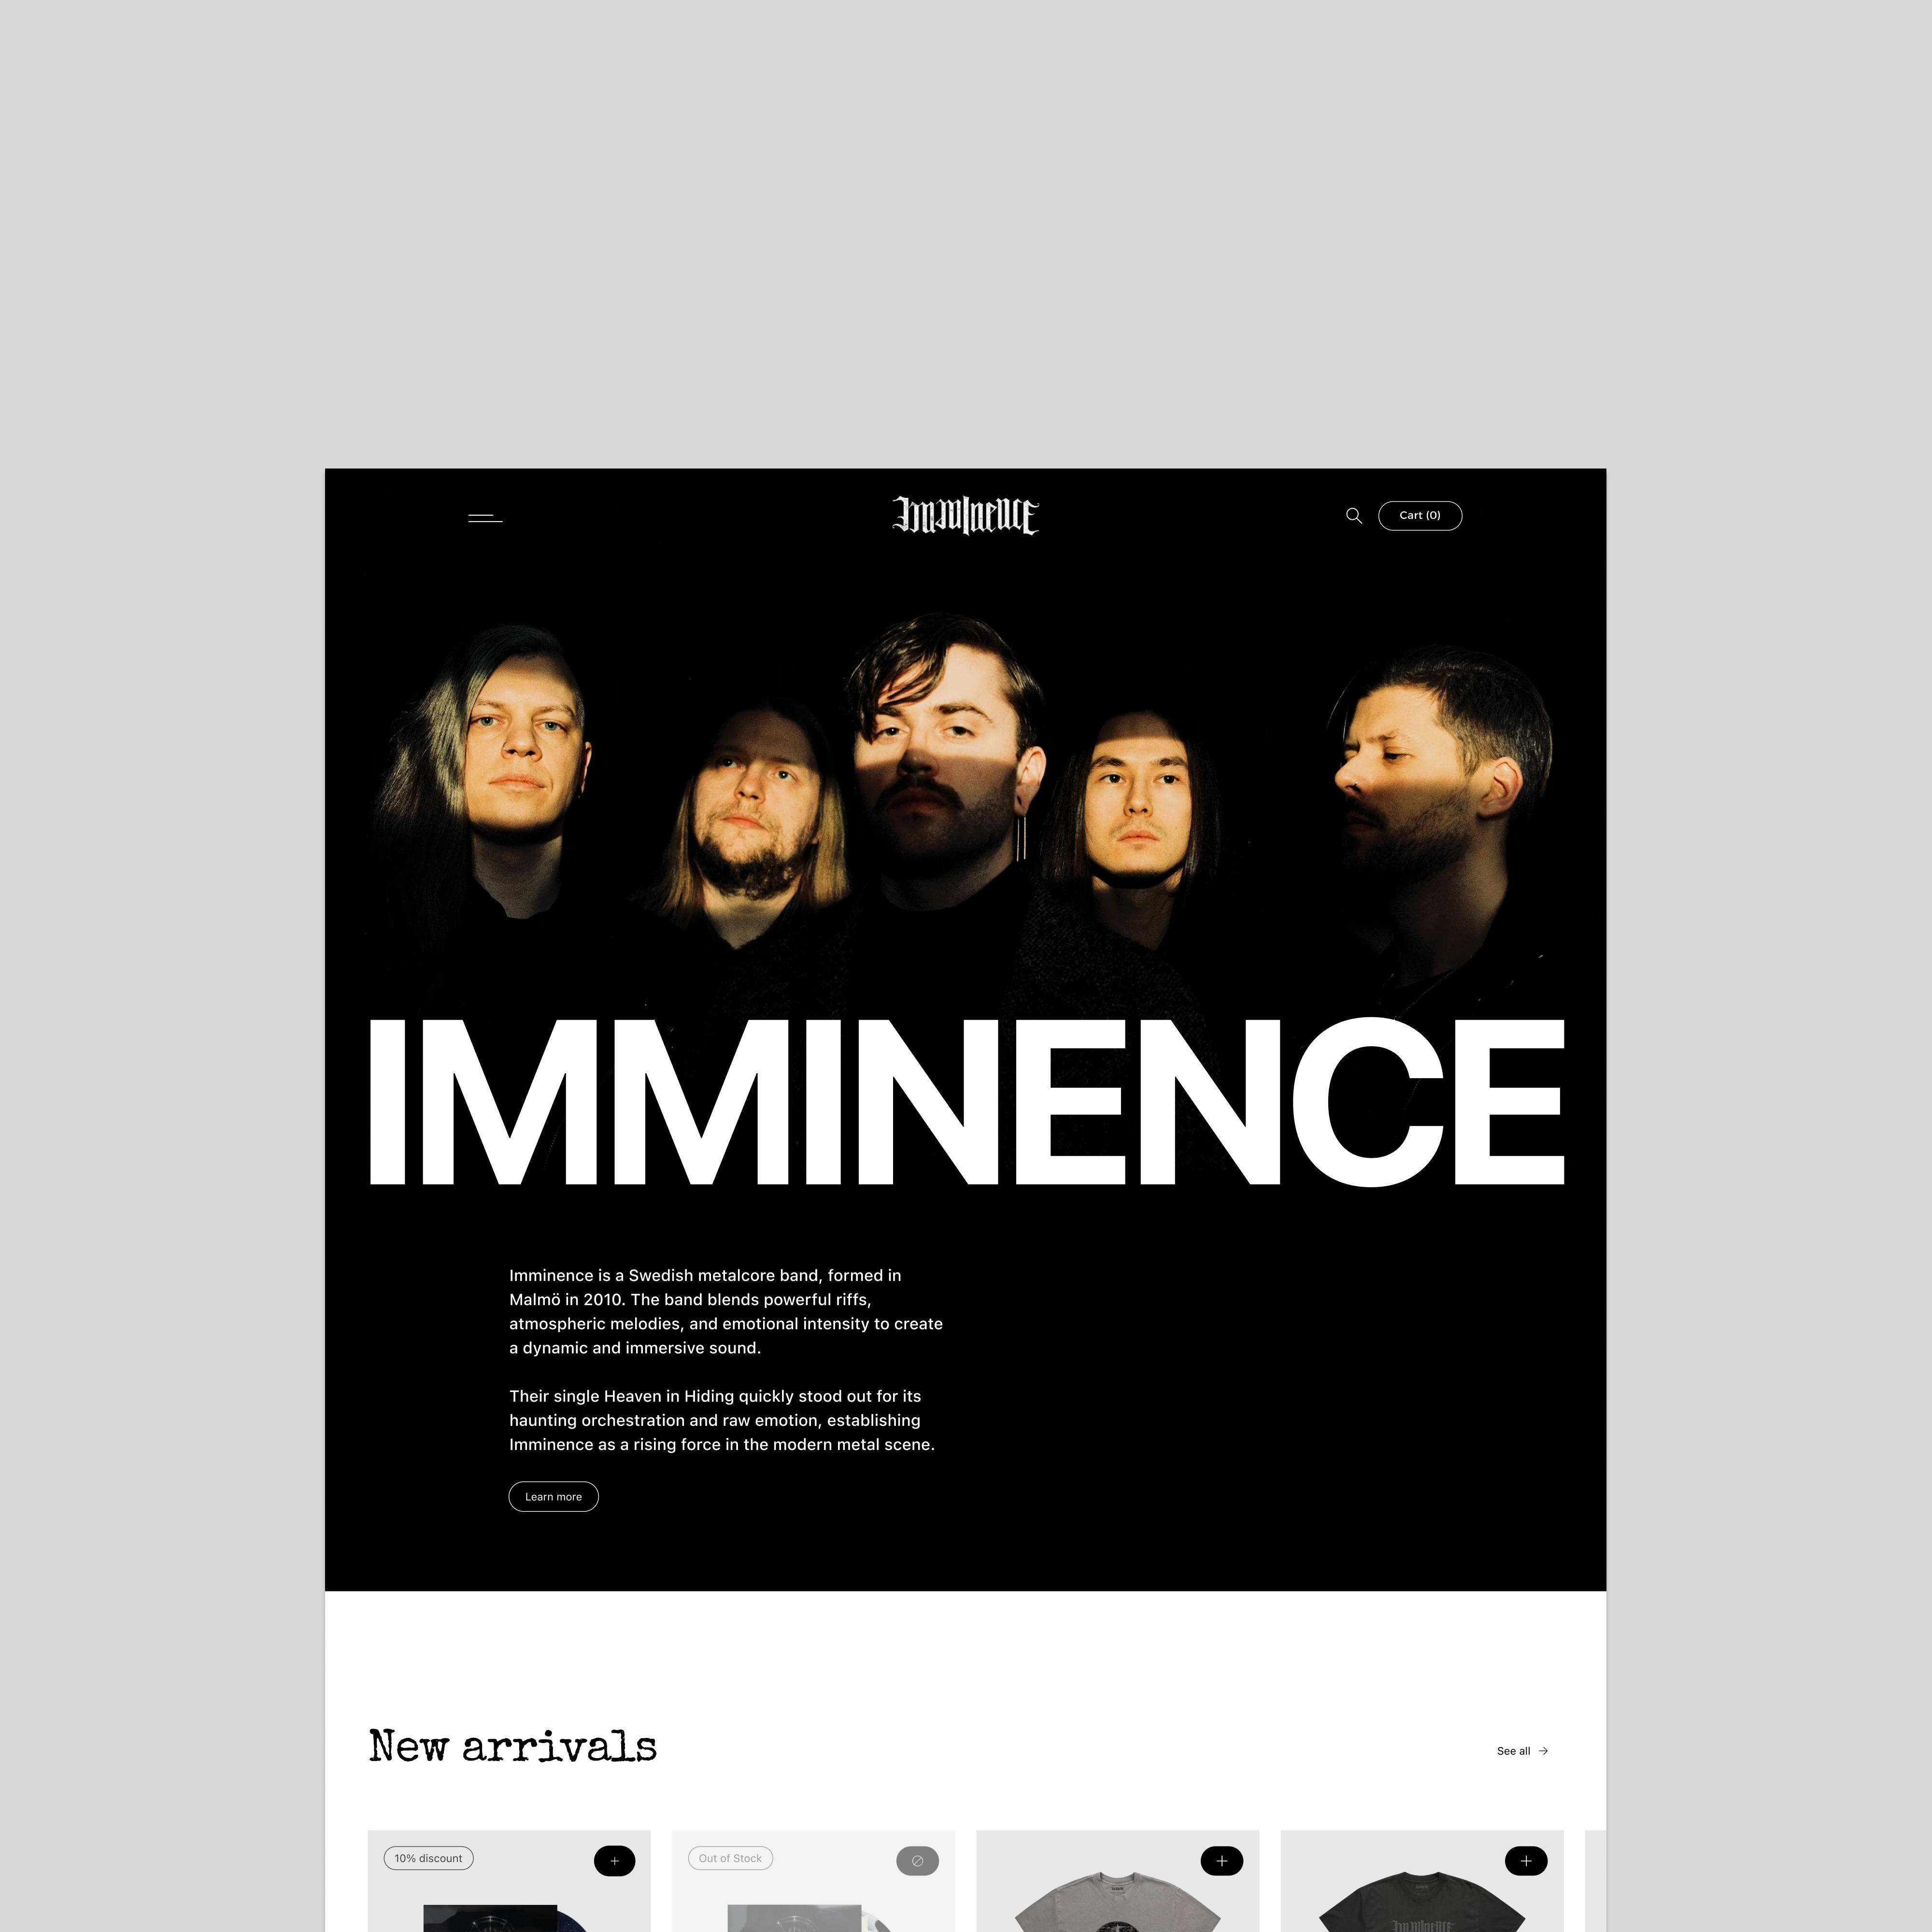 Imminence
Cart (0)
IMMINENCE
Imminence is a Swedish metalcore band, formed in
Malmö in 2010. The band blends powerful riffs,
atmospheric melodies, and emotional intensity to create
a dynamic and immersive sound.
Their single Heaven in Hiding quickly stood out for its
haunting orchestration and raw emotion, establishing
Imminence as a rising force in the modern metal scene.
Learn more
New arrivals
See all
10% discount
Out of Stock
Imminence